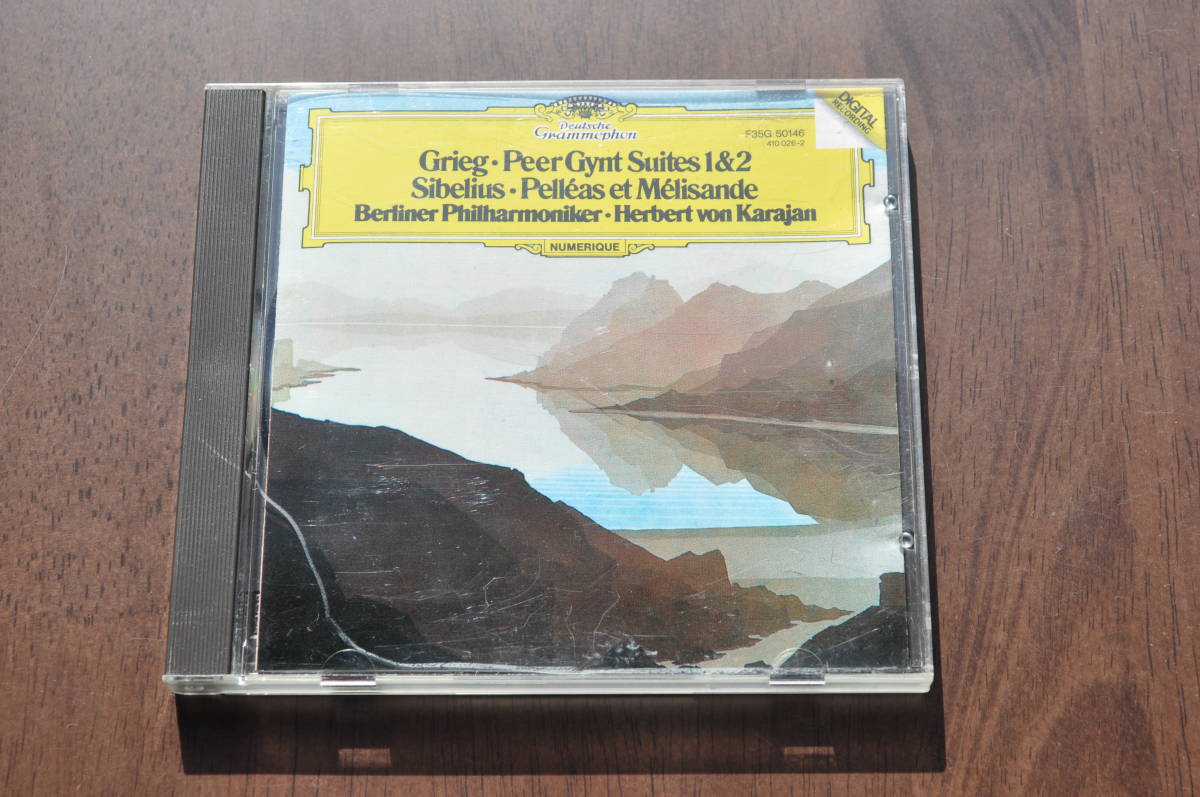 Deutsche
Grammophon
DIGITAL
RECORDING
F35G 50146
410 026-2
Grieg · Peer Gynt Suites 1 & 2
Sibelius · Pelléas et Mélisande
Berliner Philharmoniker · Herbert von Karajan
NUMERIQUE